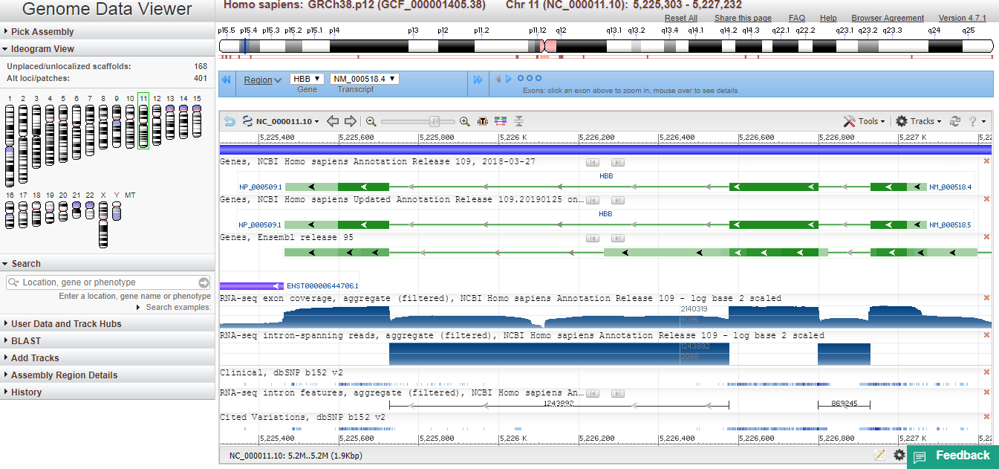 Genome Data Viewer
Homo sapiens: GRCh38.p12 (GCF_000001405.38) Chr 11 (NC_000011.10): 5,225,303 - 5,227,232
Reset All Share this page FAQ Help Browser Agreement Version 4.7.1
Pick Assembly
Ideogram View
Unplaced/unlocalized scaffolds: 168
Alt loci/patches: 401
1 2 3 4 5 6 7 8 9 10 11 12 13 14 15
16 17 18 19 20 21 22 X Y MT
Search
Location, gene or phenotype
Enter a location, gene name or phenotype
Search examples:
User Data and Track Hubs
BLAST
Add Tracks
Assembly Region Details
History
p15.5 p15.4 p15.3 p15.2 p15.1 p14 p13 p12 p11.2 p11.12 q12 q13.1 q13.2 q13.4 q14.1 q14.2 q14.3 q21 q22.1 q22.2 q23.1 q23.2 q23.3 q24 q25
Region HBB NM_000518.4
Gene Transcript
Exons: click an exon above to zoom in, mouse over to see details
NC_000011.10 ATG Tools Tracks ?
5,225,400 5,225,600 5,225,800 5,226 K 5,226,200 5,226,400 5,226,600 5,226,800 5,227 K 5,22
Genes, NCBI Homo sapiens Annotation Release 109, 2018-03-27
HBB
NP_000509.1 NM_000518.4
Genes, NCBI Homo sapiens Updated Annotation Release 109.20190125 on...
HBB
NP_000509.1 NM_000518.5
Genes, Ensembl release 95
ENST00000644706.1
RNA-seq exon coverage, aggregate (filtered), NCBI Homo sapiens Annotation Release 109 - log base 2 scaled
2140319
4096
RNA-seq intron-spanning reads, aggregate (filtered), NCBI Homo sapiens Annotation Release 109 - log base 2 scaled
1243892
2048
Clinical, dbSNP b152 v2
RNA-seq intron features, aggregate (filtered), NCBI Homo sapiens An...
1243892 869245
Cited Variations, dbSNP b152 v2
5,225,400 5,225,600 5,225,800 5,226 K 5,226,200 5,226,400 5,226,600 5,226,800 5,227 K 5,22
NC_000011.10: 5.2M..5.2M (1.9Kbp)
Feedback